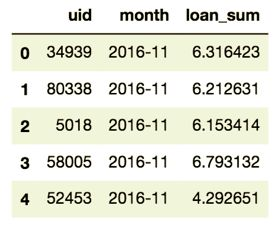 uid month loan_sum
0 34939 2016-11 6.316423
1 80338 2016-11 6.212631
2 5018 2016-11 6.153414
3 58005 2016-11 6.793132
4 52453 2016-11 4.292651